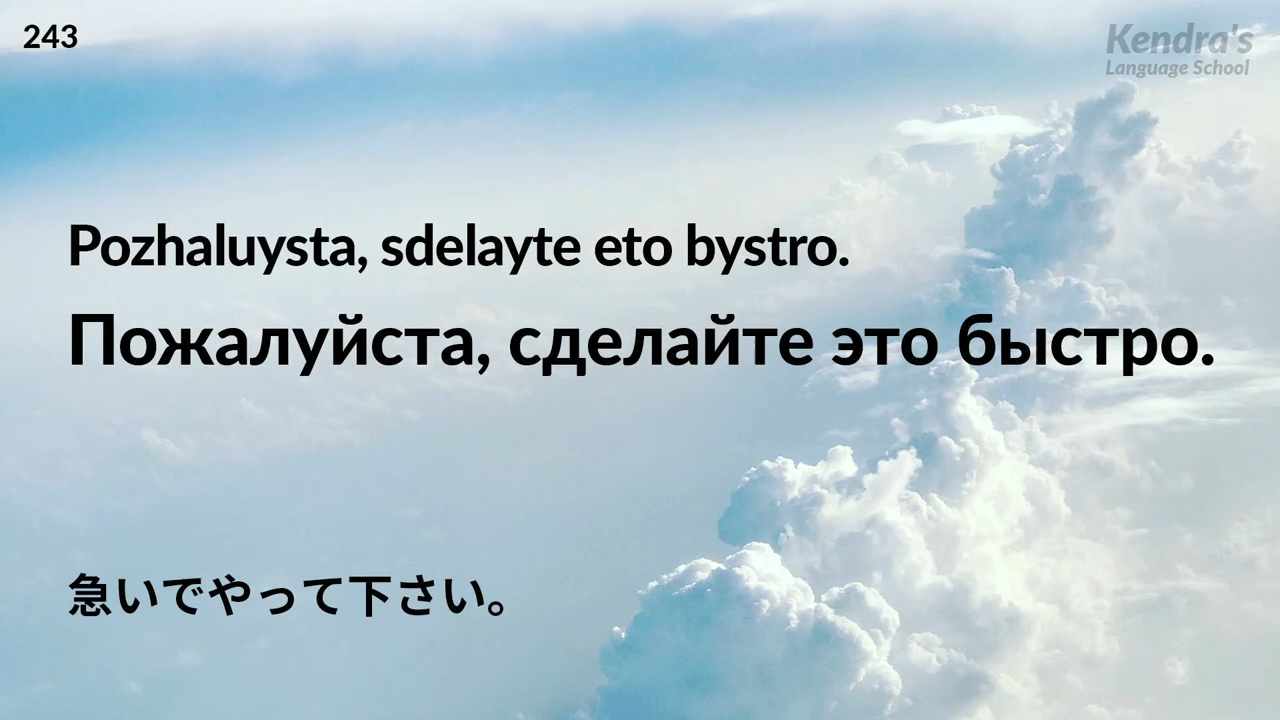 243
Kendra's
Language School
Pozhaluysta, sdelayte eto bystro.
Пожалуйста, сделайте это быстро.
急いでやって下さい。